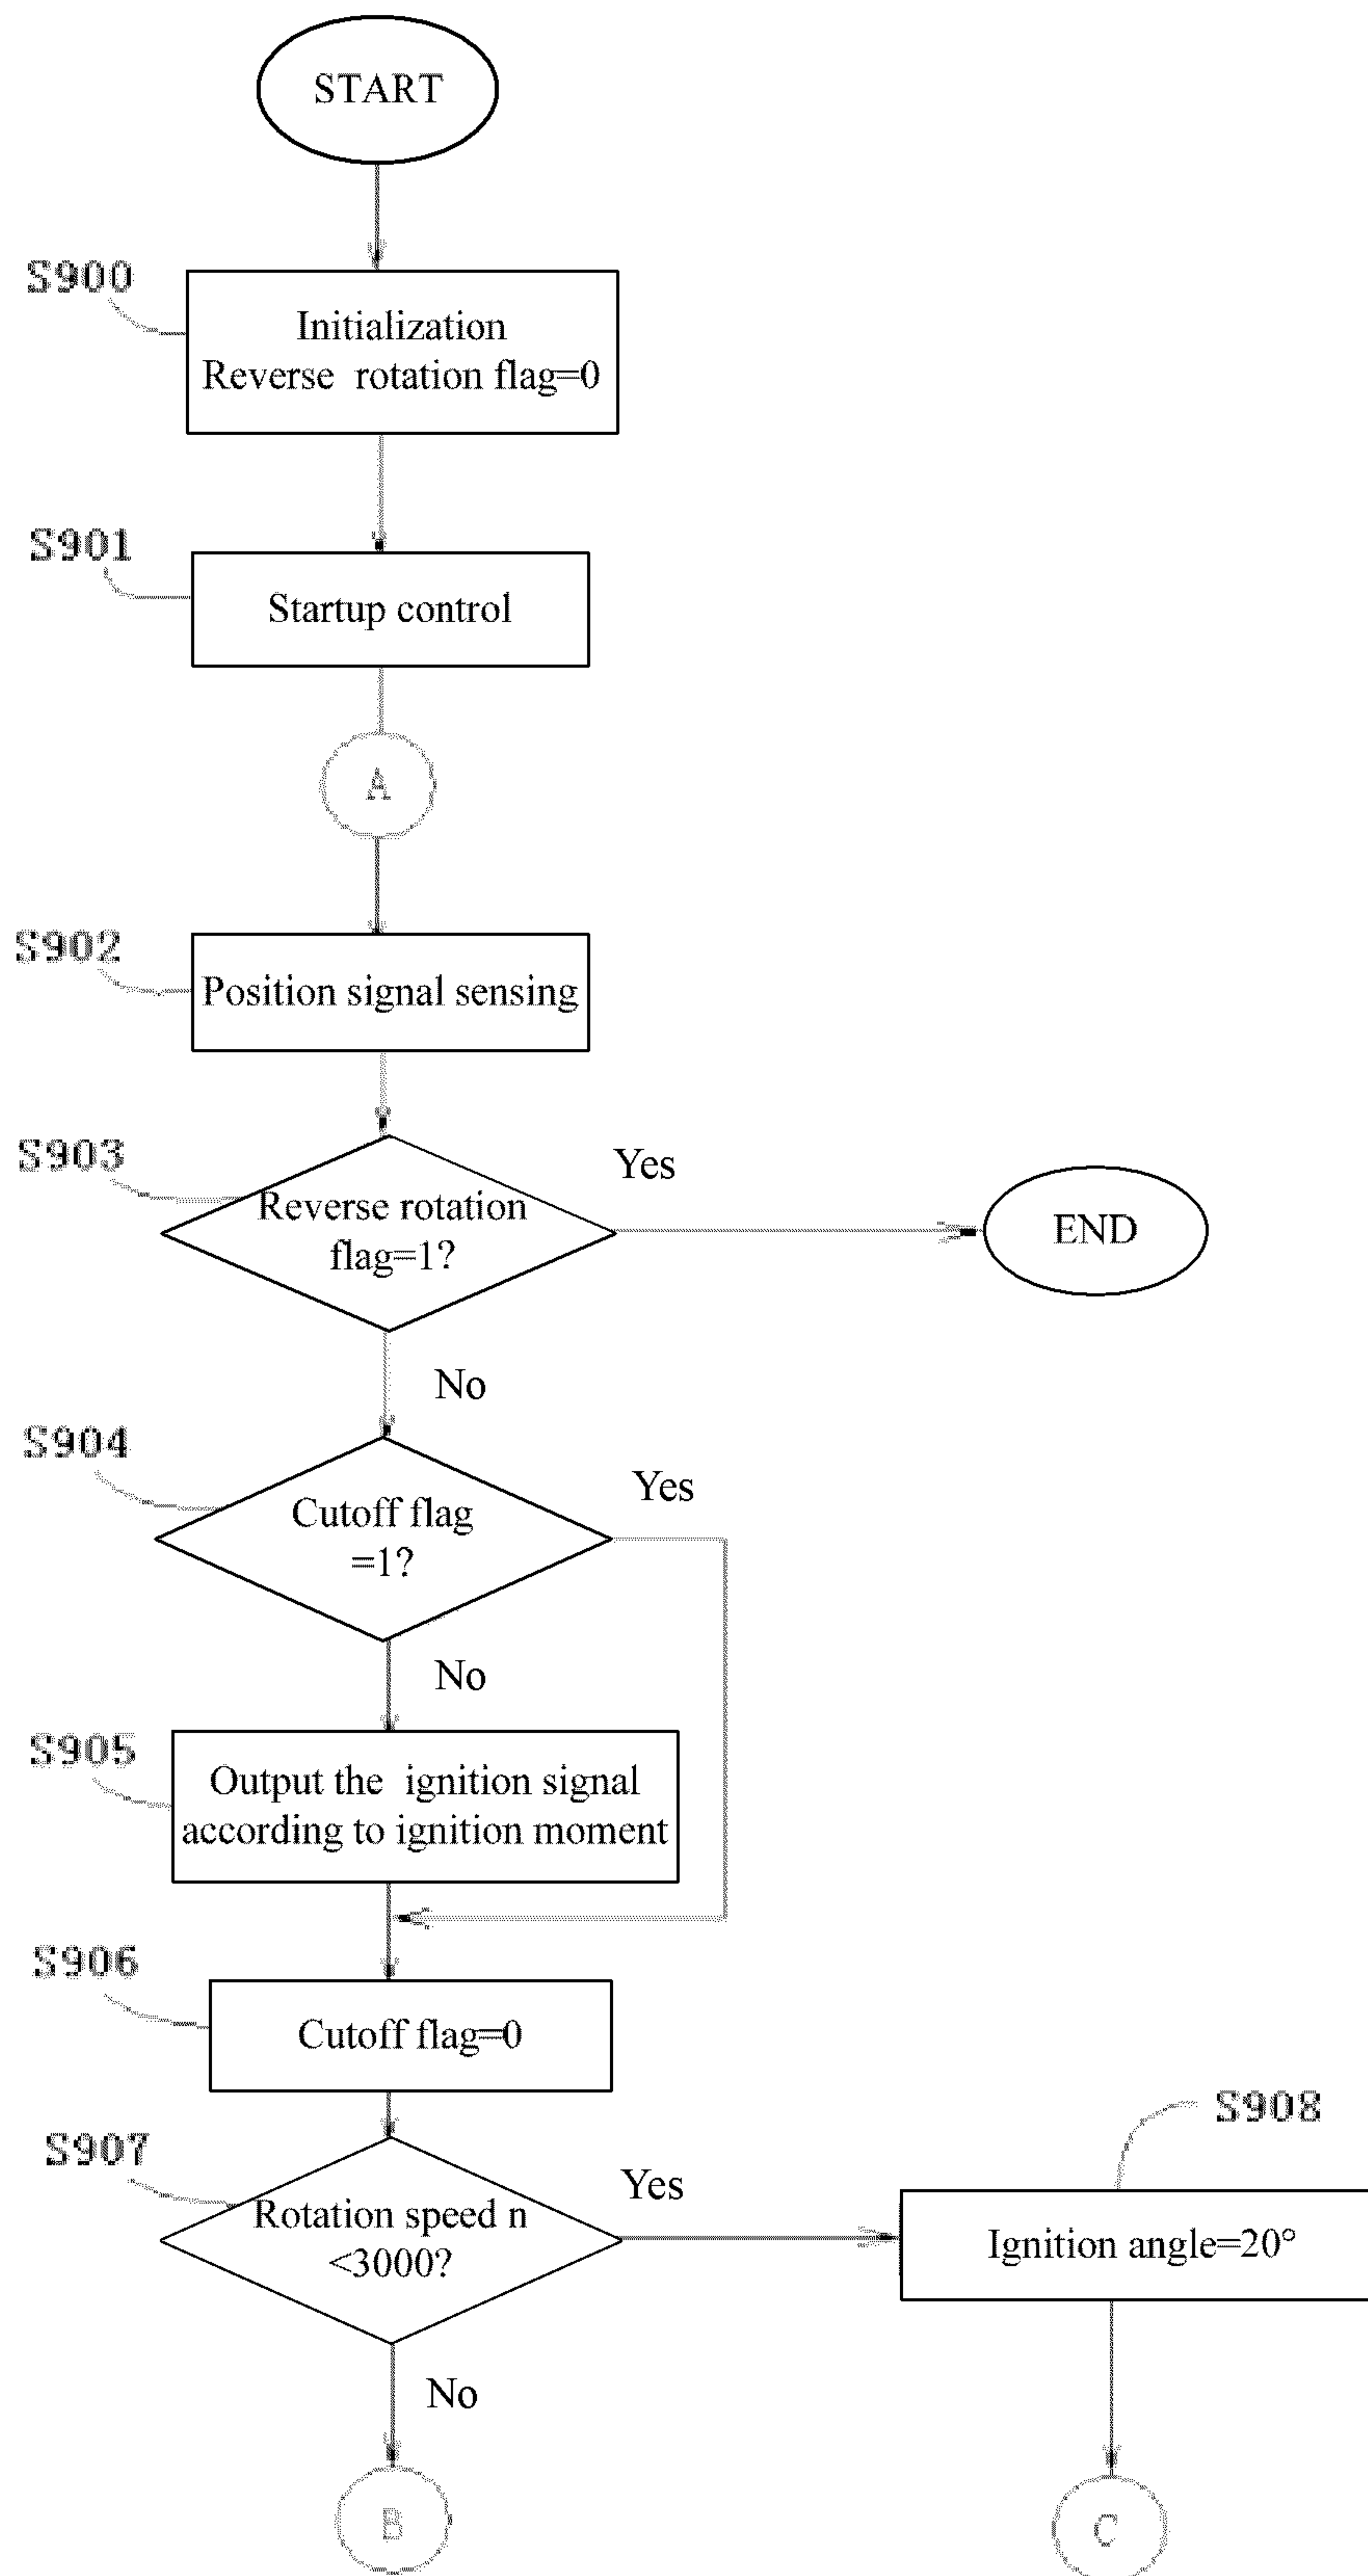 START
S900
Initialization
Reverse rotation flag=0
S901
Startup control
A
S902
Position signal sensing
S903
Reverse rotation
flag=1?
Yes
END
No
S904
Cutoff flag
=1?
Yes
No
S905
Output the ignition signal
according to ignition moment
S906
Cutoff flag=0
S907
Rotation speed n
<3000?
Yes
S908
Ignition angle=20°
No
B
C